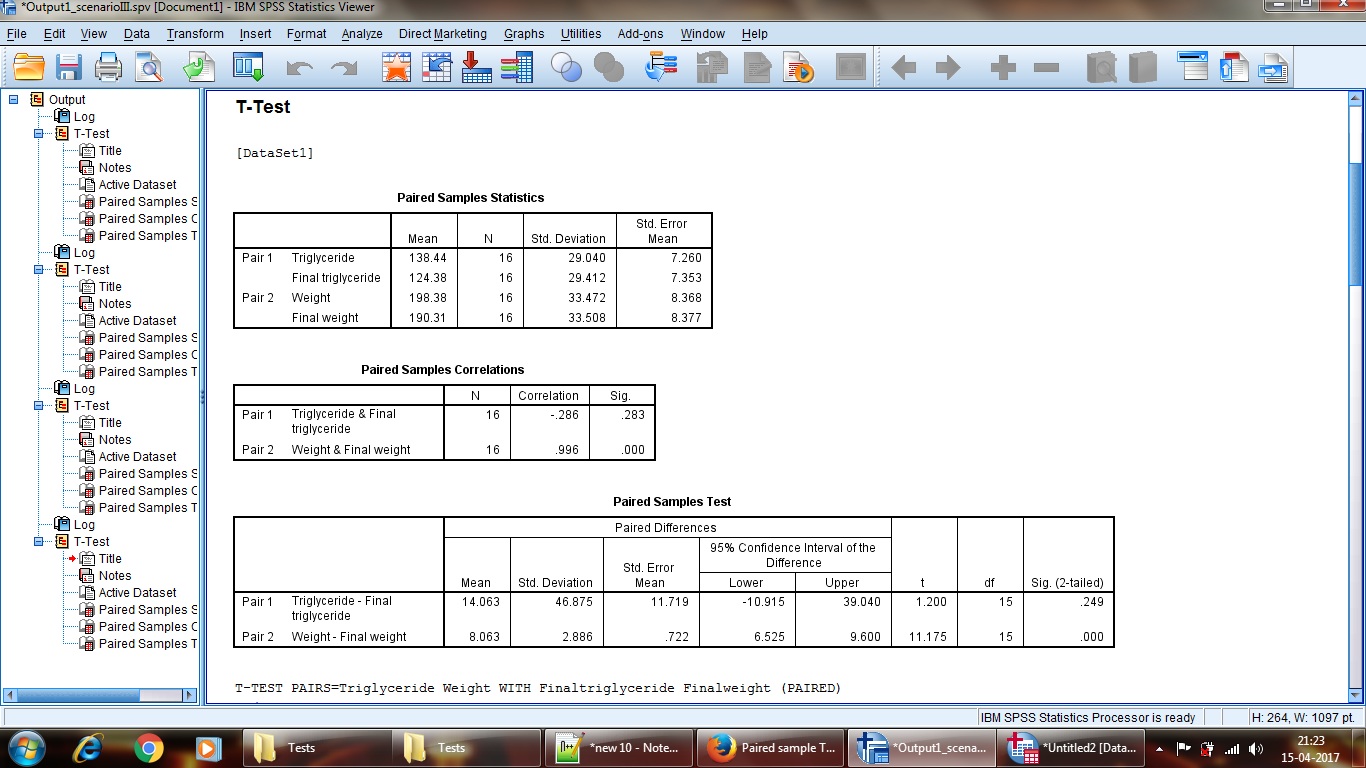 *Output1_scenarioIII.spv [Document1] - IBM SPSS Statistics Viewer
File Edit View Data Transform Insert Format Analyze Direct Marketing Graphs Utilities Add-ons Window Help
Output
Log
T-Test
Title
Notes
Active Dataset
Paired Samples S
Paired Samples C
Paired Samples T
Log
T-Test
Title
Notes
Active Dataset
Paired Samples S
Paired Samples C
Paired Samples T
Log
T-Test
Title
Notes
Active Dataset
Paired Samples S
Paired Samples C
Paired Samples T
Log
T-Test
Title
Notes
Active Dataset
Paired Samples S
Paired Samples C
Paired Samples T
T-Test
[DataSet1]
Paired Samples Statistics
Std. Error
Mean N Std. Deviation Mean
Pair 1 Triglyceride 138.44 16 29.040 7.260
Final triglyceride 124.38 16 29.412 7.353
Pair 2 Weight 198.38 16 33.472 8.368
Final weight 190.31 16 33.508 8.377
Paired Samples Correlations
N Correlation Sig.
Pair 1 Triglyceride & Final 16 -.286 .283
triglyceride
Pair 2 Weight & Final weight 16 .996 .000
Paired Samples Test
Paired Differences
95% Confidence Interval of the
Difference
Std. Error
Mean Std. Deviation Mean Lower Upper t df Sig. (2-tailed)
Pair 1 Triglyceride - Final 14.063 46.875 11.719 -10.915 39.040 1.200 15 .249
triglyceride
Pair 2 Weight - Final weight 8.063 2.886 .722 6.525 9.600 11.175 15 .000
T-TEST PAIRS=Triglyceride Weight WITH Finaltriglyceride Finalweight (PAIRED)
IBM SPSS Statistics Processor is ready H: 264, W: 1097 pt.
Tests Tests *new 10 - Note... Paired sample T... *Output1_scena... *Untitled2 [Data... 21:23
15-04-2017